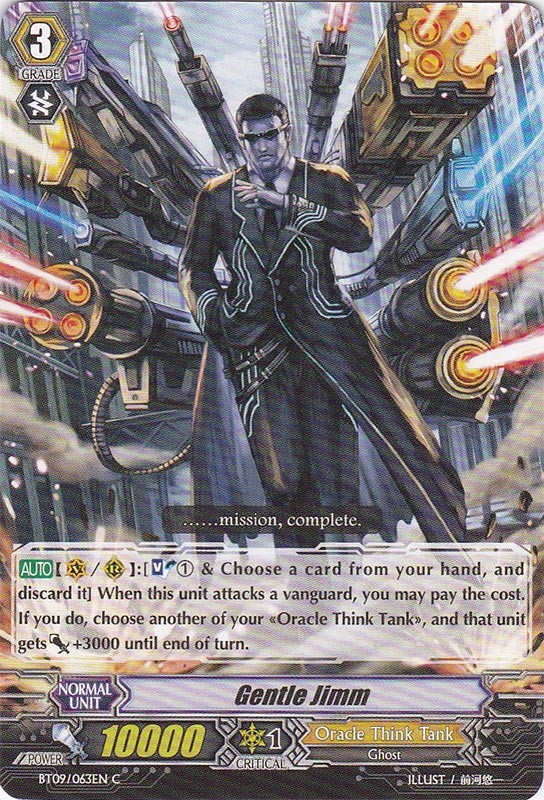 3
GRADE
......mission, complete.
AUTO [ V / R ]:[ V ① & Choose a card from your hand, and
discard it] When this unit attacks a vanguard, you may pay the cost.
If you do, choose another of your «Oracle Think Tank», and that unit
gets +3000 until end of turn.
NORMAL
UNIT
Gentle Jimm
POWER
10000
1
CRITICAL
Oracle Think Tank
Ghost
BT09/063EN C
ILLUST / 前河悠一